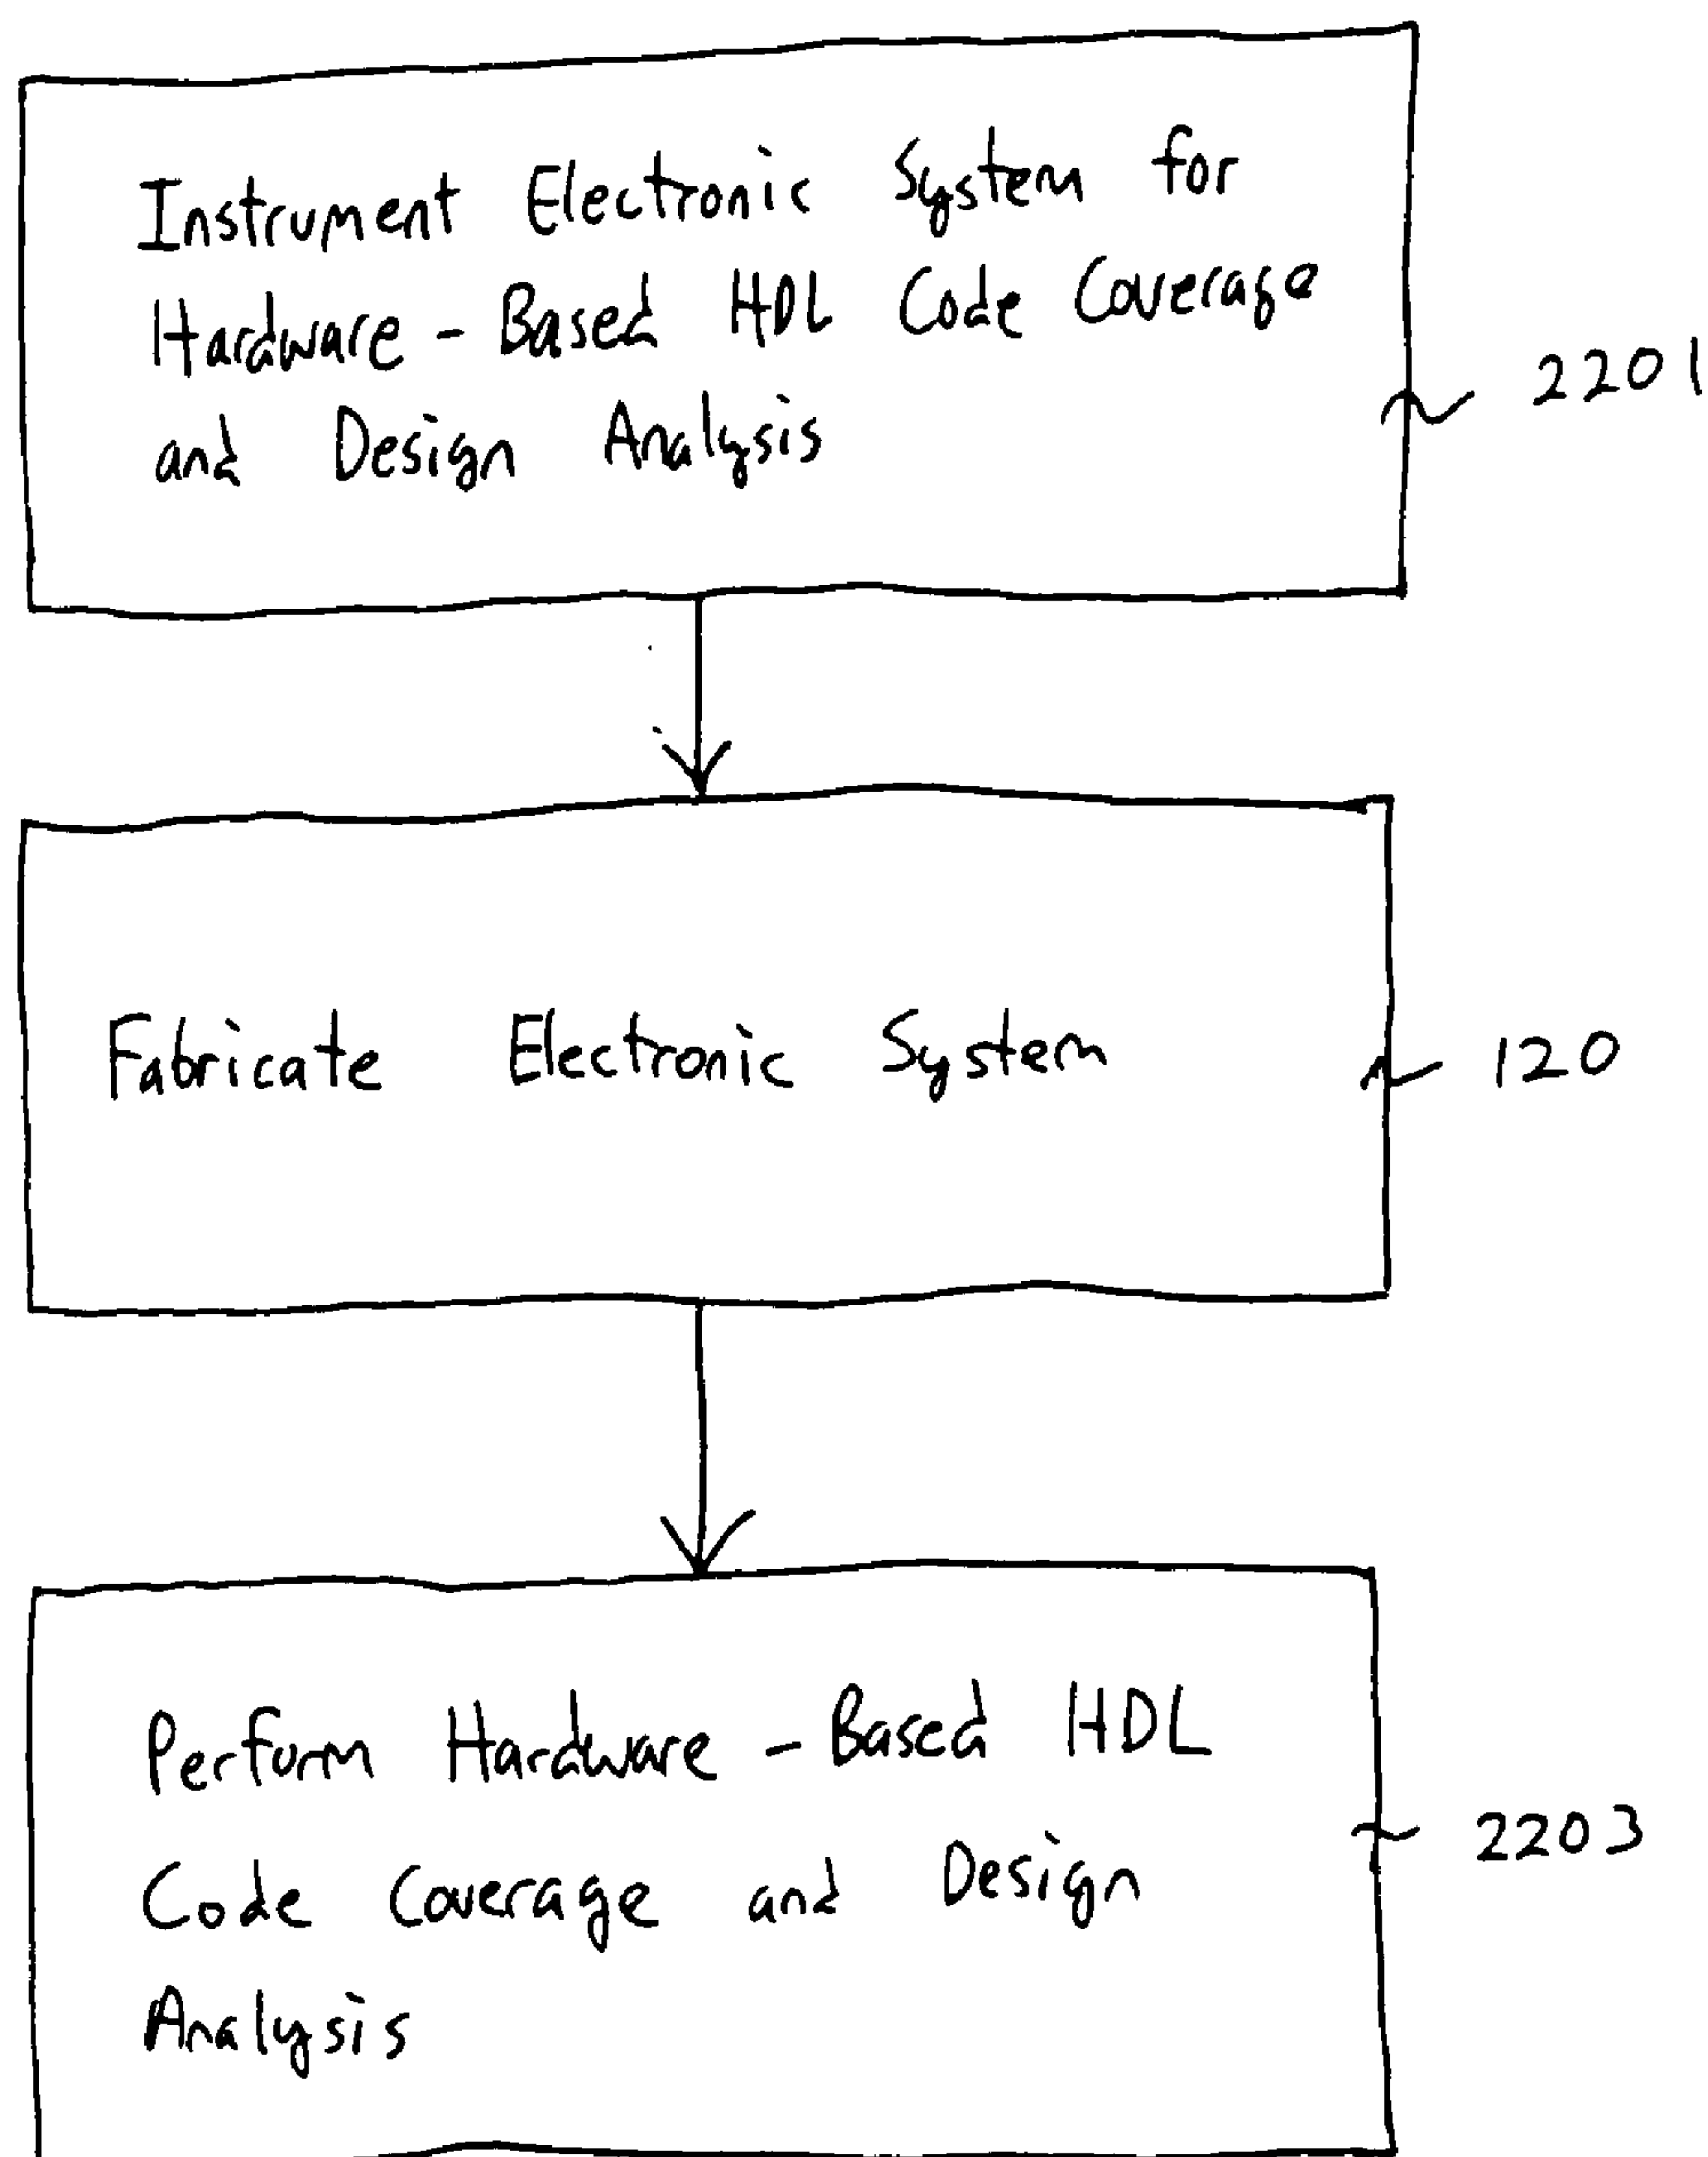 Instrument Electronic System for
Hardware - Based HDL Code Coverage
and Design Analysis
2201
Fabricate Electronic System
120
Perform Hardware - Based HDL
Code Coverage and Design
Analysis
2203